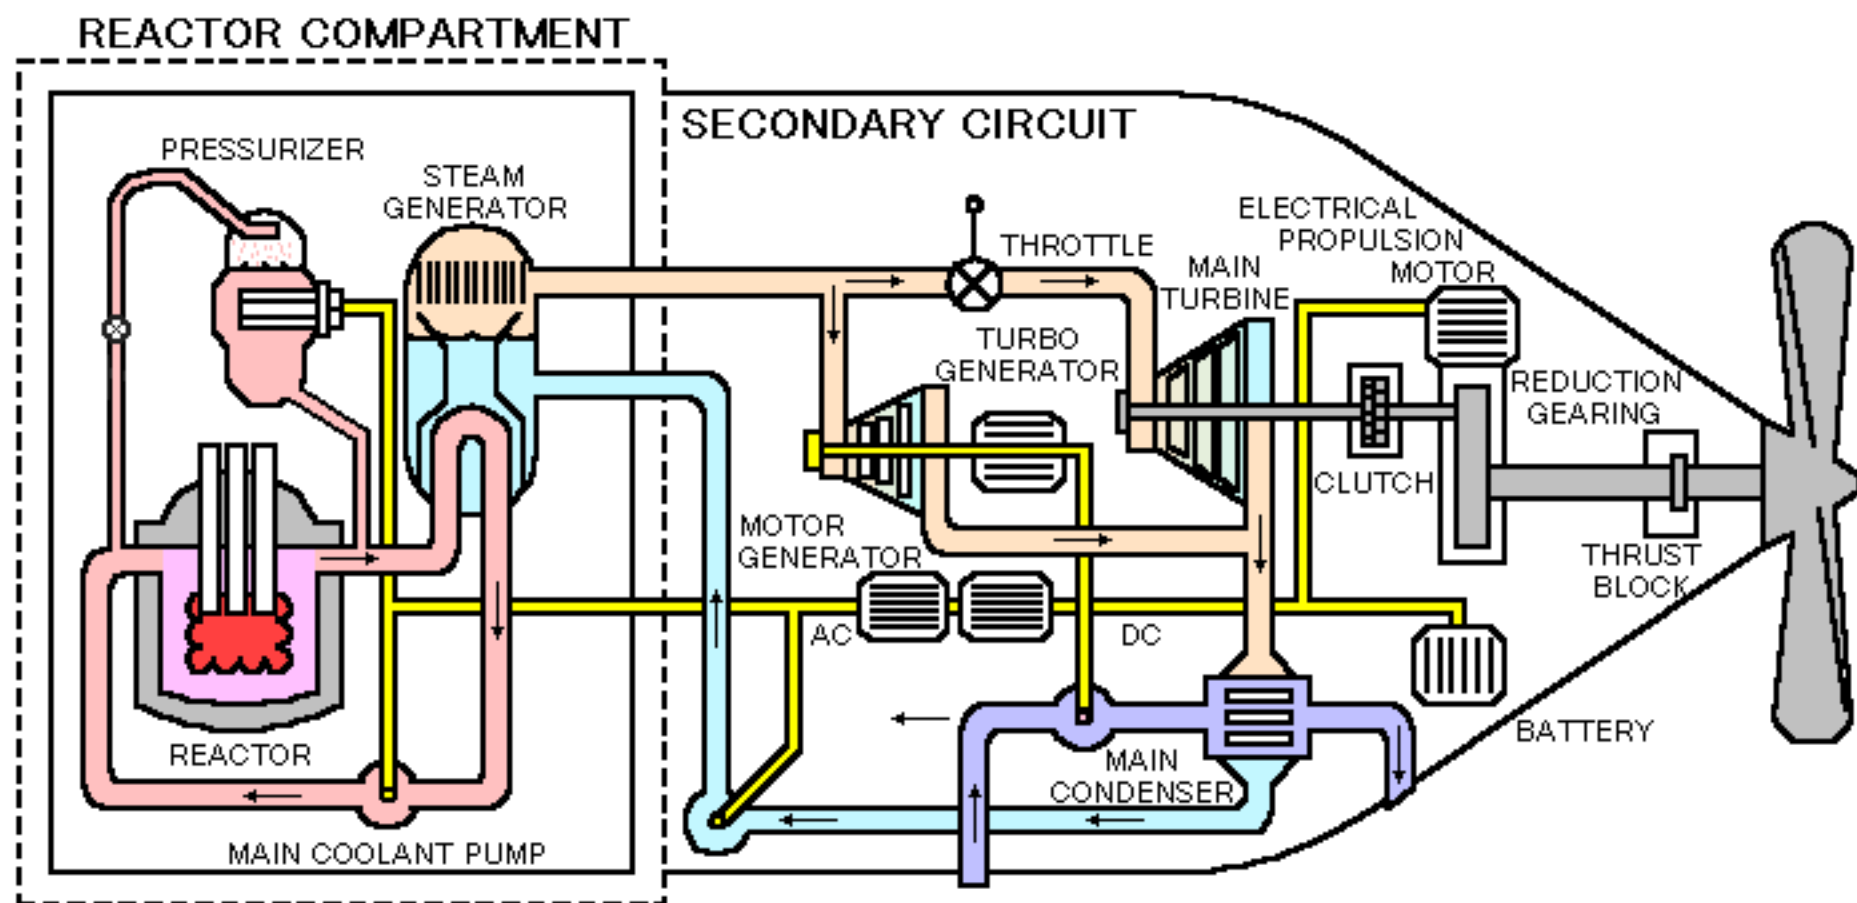 REACTOR COMPARTMENT
SECONDARY CIRCUIT
PRESSURIZER
STEAM
GENERATOR
THROTTLE
ELECTRICAL
PROPULSION
MOTOR
MAIN
TURBINE
TURBO
GENERATOR
REDUCTION
GEARING
CLUTCH
MOTOR
GENERATOR
THRUST
BLOCK
AC
DC
REACTOR
BATTERY
MAIN
CONDENSER
MAIN COOLANT PUMP